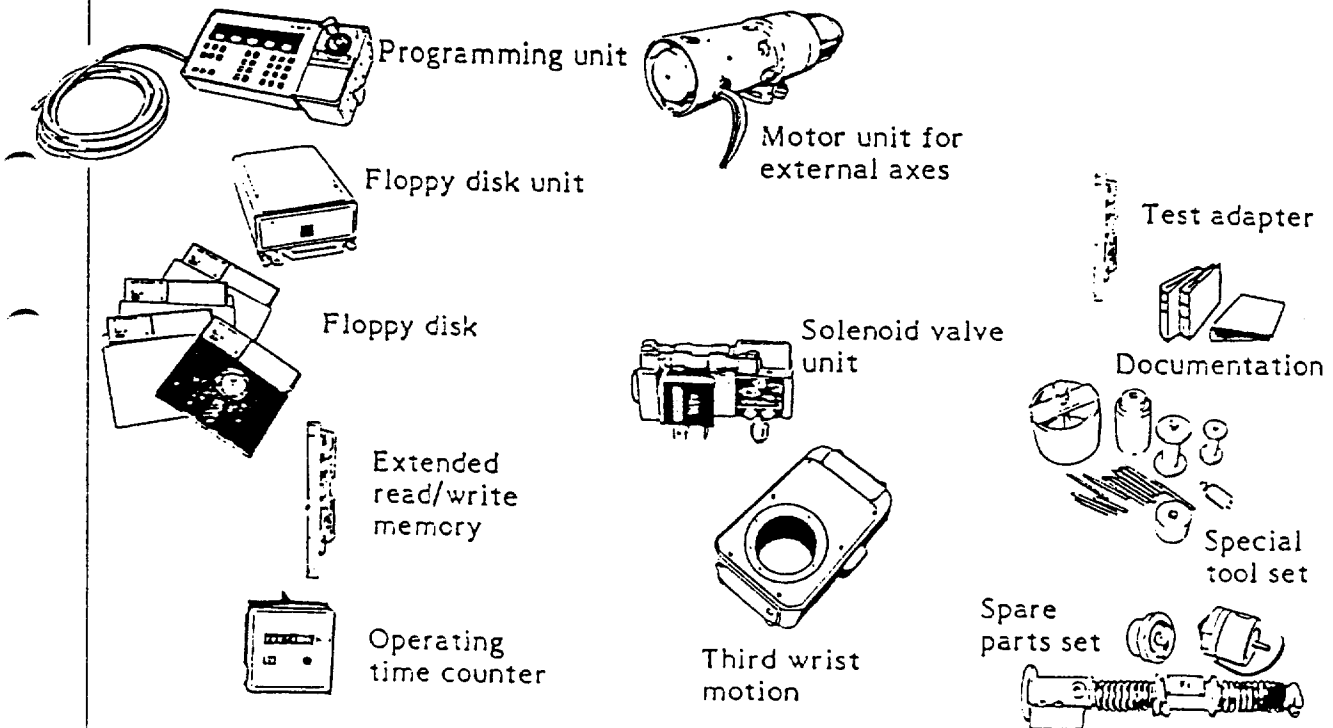 Programming unit
Motor unit for
external axes
Floppy disk unit
Test adapter
Floppy disk
Solenoid valve
unit
Documentation
Extended
read/write
memory
Special
tool set
Operating
time counter
Third wrist
motion
Spare
parts set